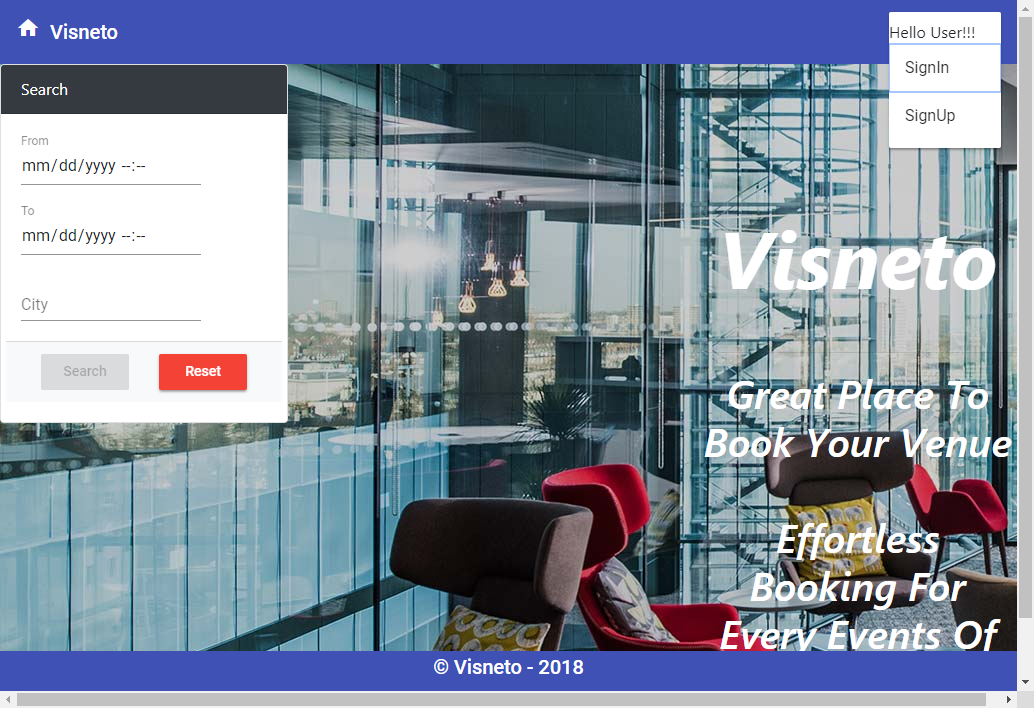 Visneto
Hello User!!!
SignIn
SignUp
Search
From
mm/dd/yyyy --:--
To
mm/dd/yyyy --:--
City
Search
Reset
Visneto
Great Place To
Book Your Venue
Effortless
Booking For
Every Events Of
© Visneto - 2018